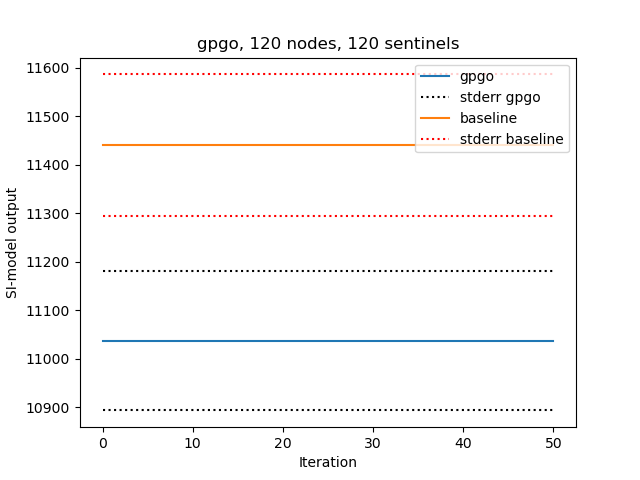 gpgo, 120 nodes, 120 sentinels
11600
11500
11400
11300
11200
11100
11000
10900
SI-model output
gpgo
stderr gpgo
baseline
stderr baseline
0
10
20
30
40
50
Iteration